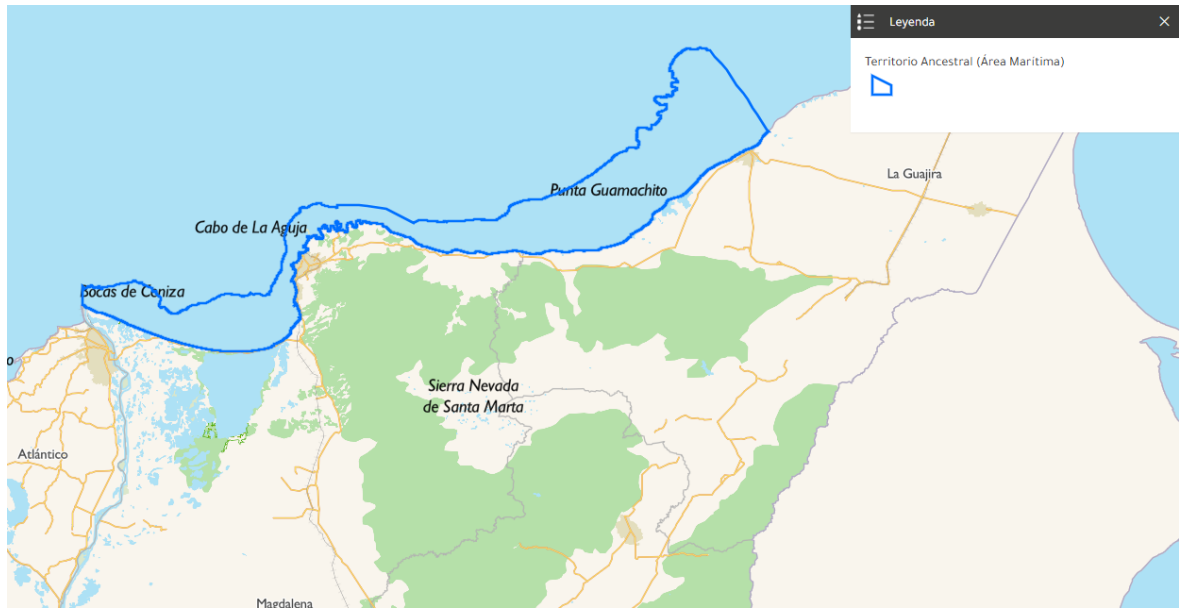 Leyenda
Territorio Ancestral (Área Marítima)
La Guajira
Punta Guamachito
Cabo de La Aguja
Bocas de Ceniza
o
Sierra Nevada
de Santa Marta
Atlántico
Magdalena